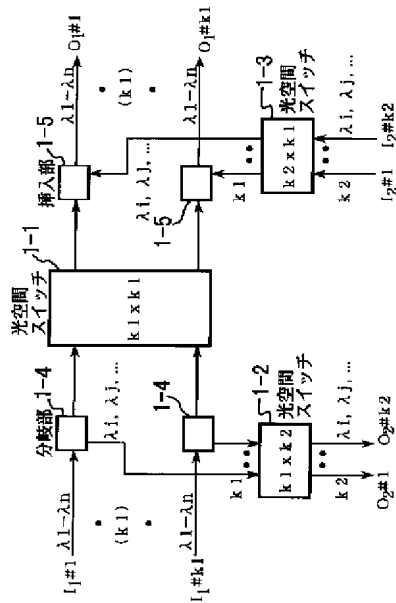 I₁#1
λ1−λn
分岐部
1-4
λi, λj, …
(k1)
I₁#k1
λ1−λn
1-4
k1
k1×k2
1-2
光空間
スイッチ
k2
λi, λj, …
O₂#1
O₂#k2
光空間
スイッチ
1-1
k1×k1
挿入部
1-5
λ1−λn
O₁#1
(k1)
λi, λj, …
1-5
λ1−λn
O₁#k1
k1
k2×k1
1-3
光空間
スイッチ
k2
λi, λj, …
I₂#1
I₂#k2